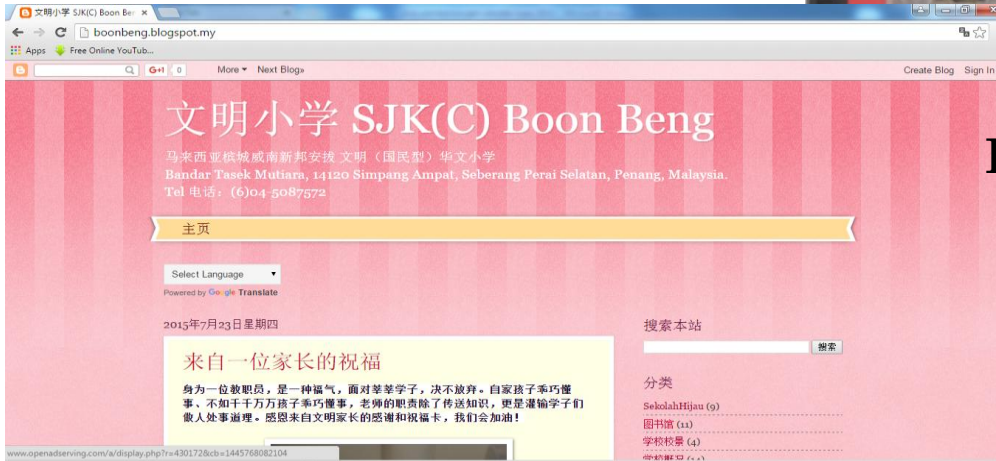 文明小学 SJK(C) Boon Ber
boonbeng.blogspot.my
Apps Free Online YouTub...
G+1 0 More Next Blog» Create Blog Sign In
文明小学 SJK(C) Boon Beng
马来西亚槟城威南新邦安拔 文明（国民型）华文小学
Bandar Tasek Mutiara, 14120 Simpang Ampat, Seberang Perai Selatan, Penang, Malaysia.
Tel 电话: (6)04-5087572
主页
Select Language
Powered by Google Translate
2015年7月23日星期四
来自一位家长的祝福
身为一位教职员，是一种福气，面对莘莘学子，决不放弃。自家孩子乖巧懂
事、不如千千万万孩子乖巧懂事，老师的职责除了传送知识，更是灌输学子们
做人处事道理。感恩来自文明家长的感谢和祝福卡，我们会加油！
搜索本站
搜索
分类
SekolahHijau (9)
图书馆 (11)
学校校景 (4)
www.openadserving.com/a/display.php?r=430172&cb=1445768082104